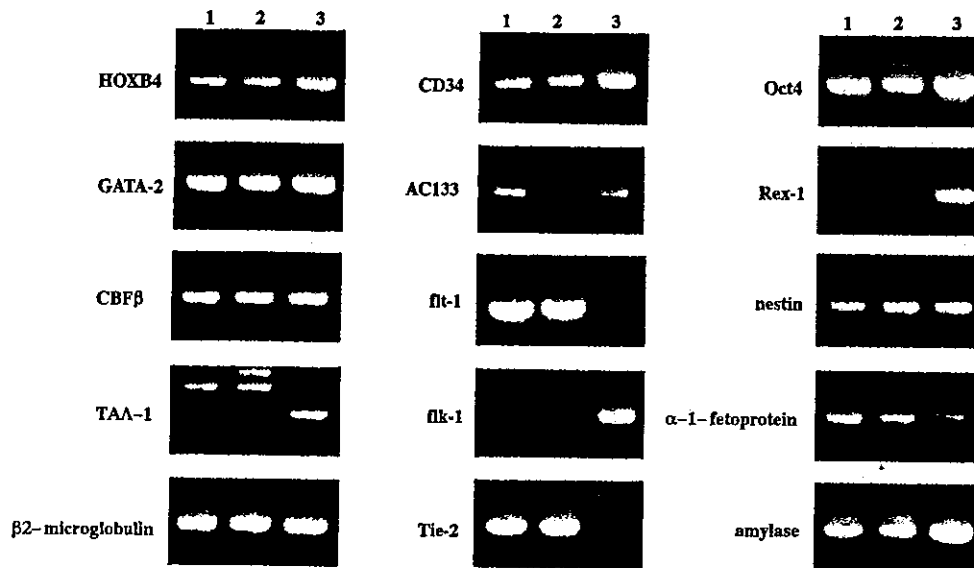 1 2 3
HOXB4
GATA-2
CBFβ
TAΛ-1
β2-microglobulin
1 2 3
CD34
AC133
flt-1
flk-1
Tie-2
1 2 3
Oct4
Rex-1
nestin
α-1-fetoprotein
amylase